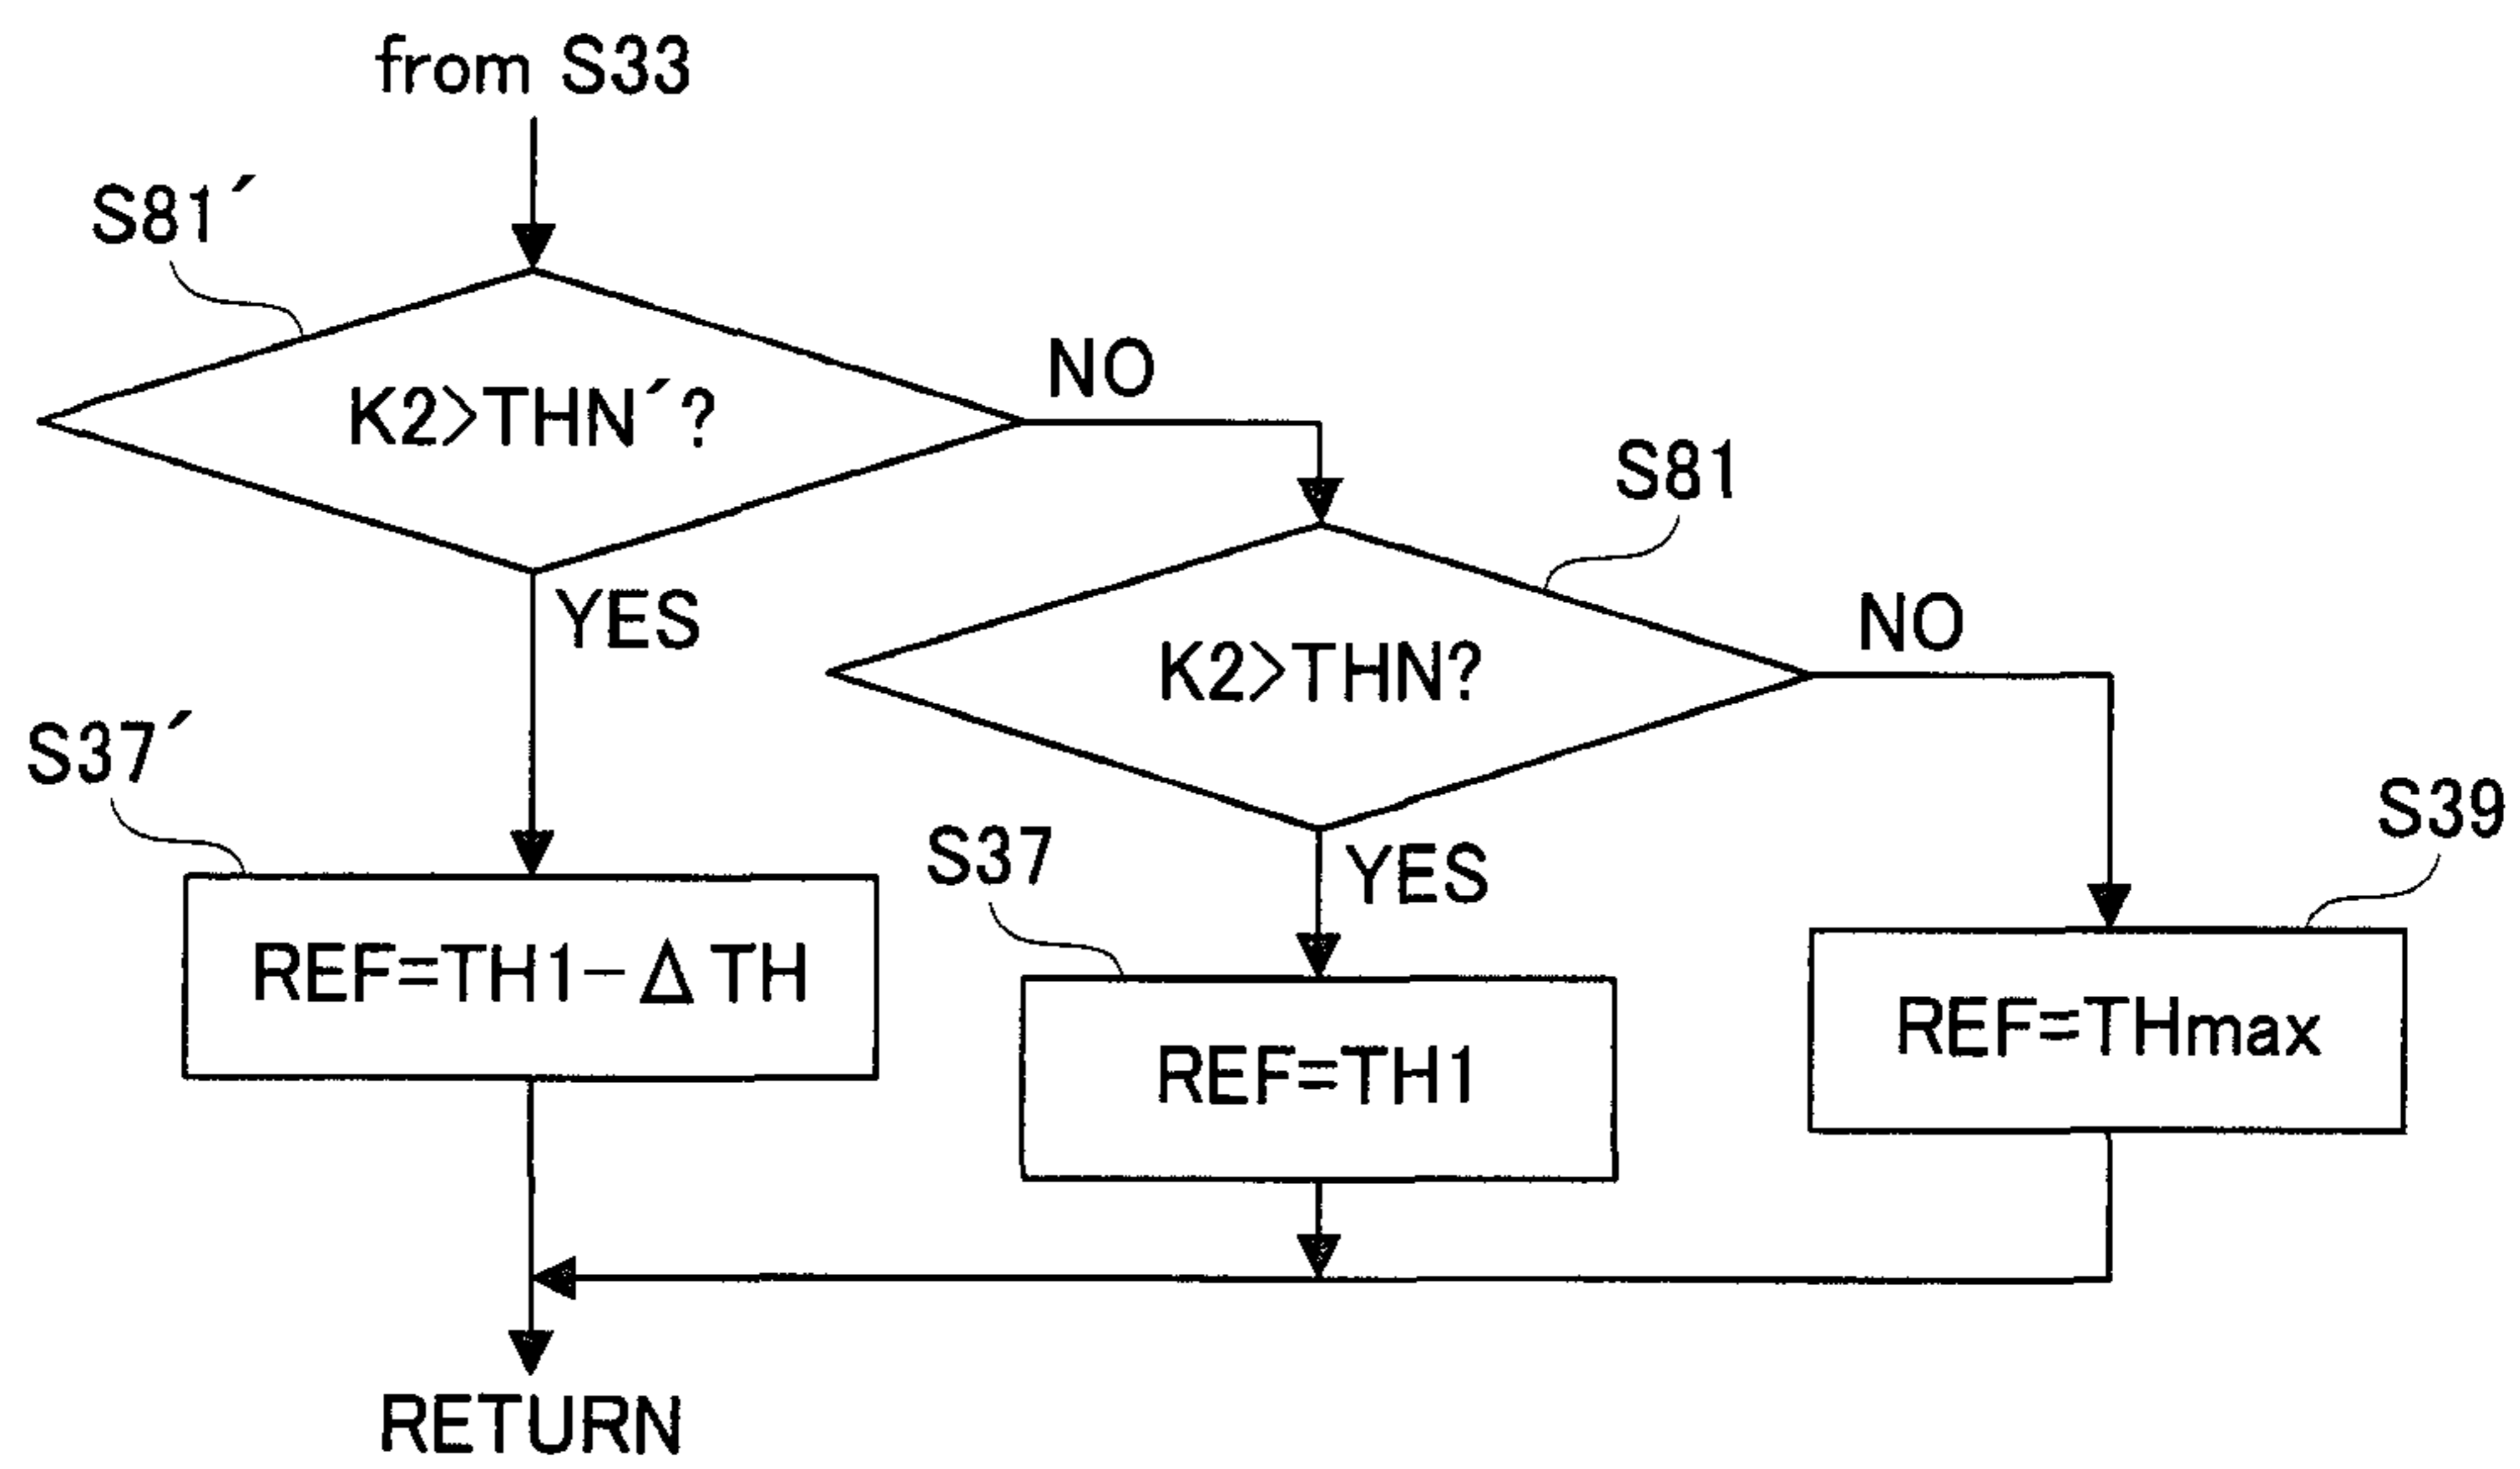 from S33
S81´
K2>THN´?
NO
S81
YES
K2>THN?
NO
S37´
S37
YES
S39
REF=TH1-Δ TH
REF=TH1
REF=THmax
RETURN